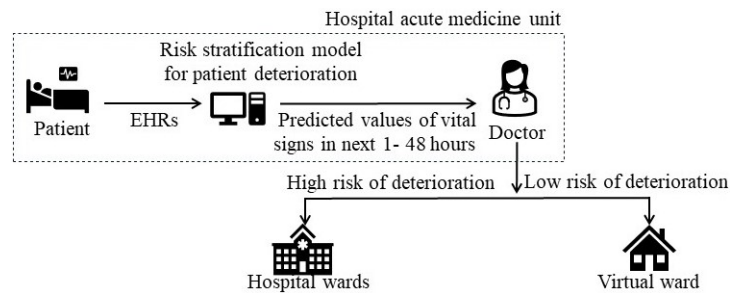 Hospital acute medicine unit
Risk stratification model
for patient deterioration
Patient
EHRs
Predicted values of vital
signs in next 1- 48 hours
Doctor
High risk of deterioration
Low risk of deterioration
Hospital wards
Virtual ward